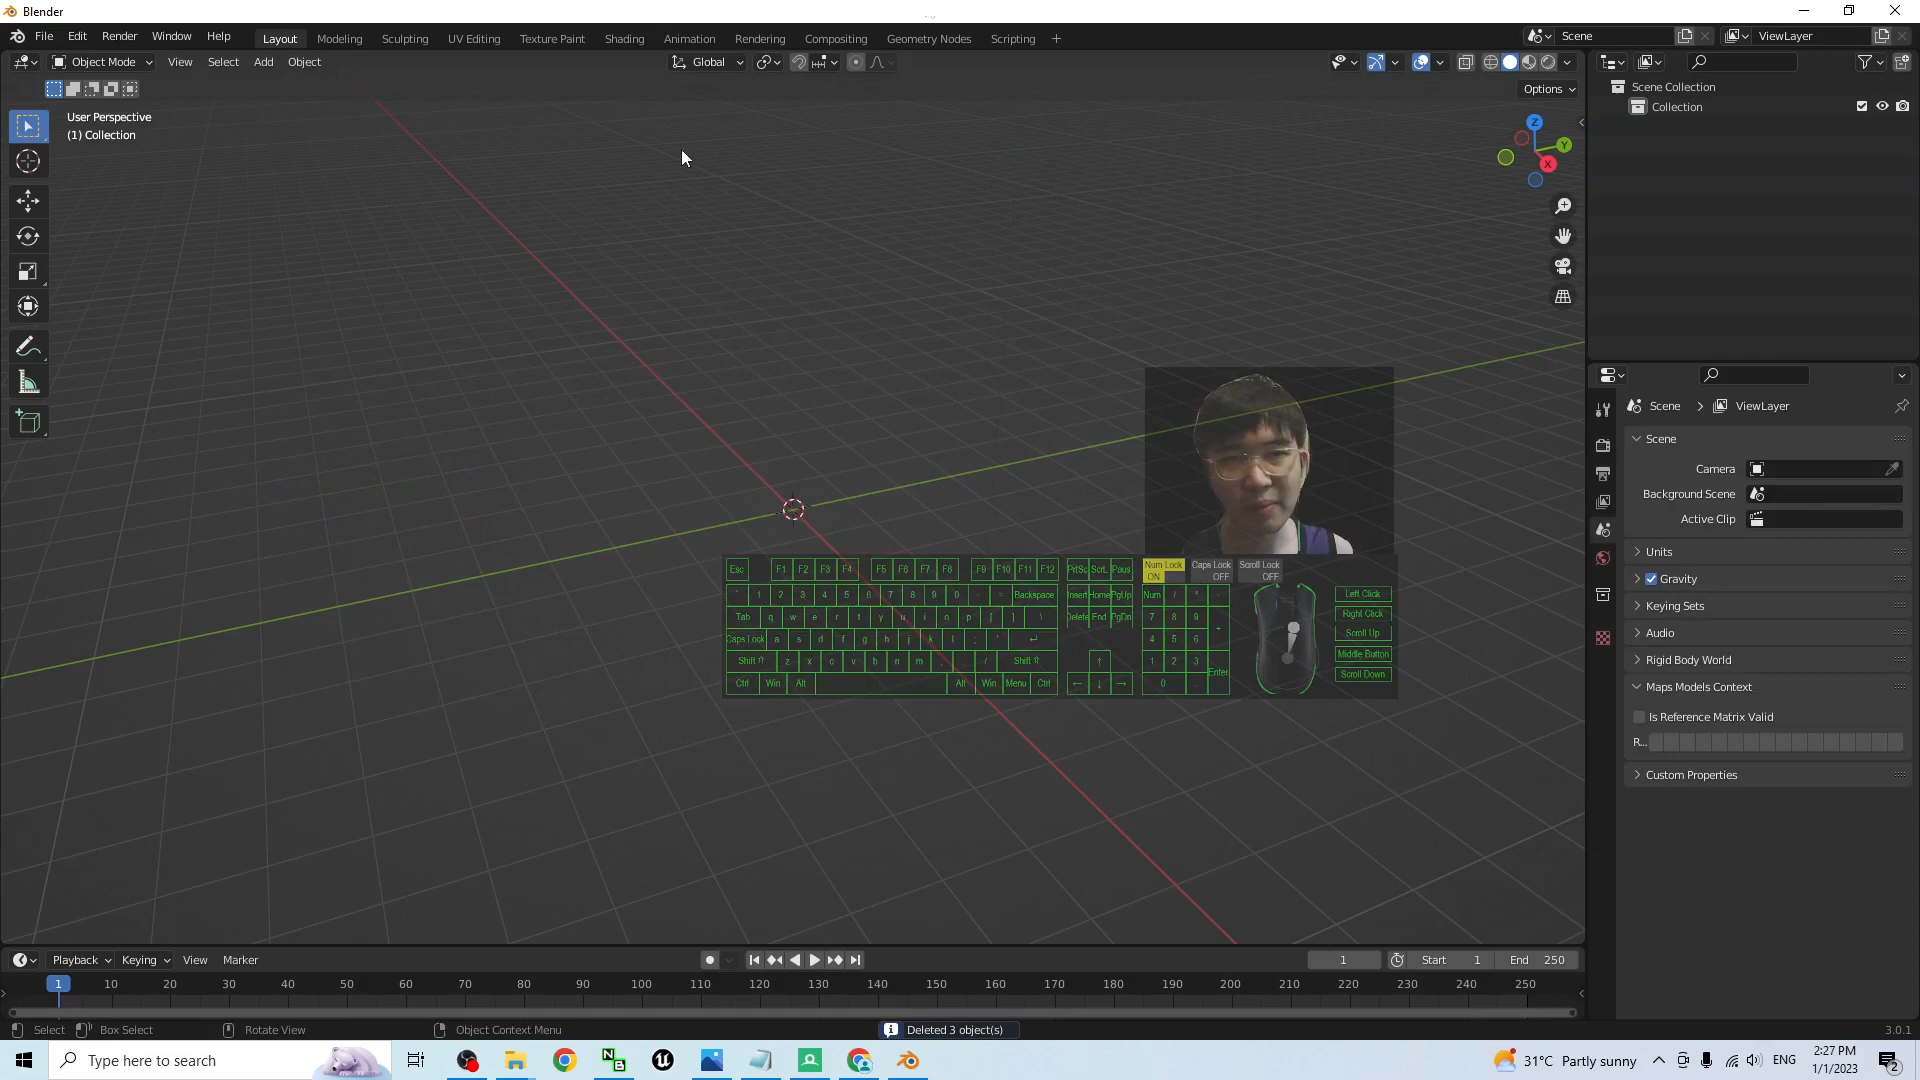 Blender
File Edit Render Window Help
Layout Modeling Sculpting UV Editing Texture Paint Shading Animation Rendering Compositing Geometry Nodes Scripting +
Scene
ViewLayer
Object Mode View Select Add Object
Global
Options
User Perspective
(1) Collection
Z
Y
X
Scene Collection
Collection
Scene > ViewLayer
Scene
Camera
Background Scene
Active Clip
Units
Gravity
Keying Sets
Audio
Rigid Body World
Maps Models Context
Is Reference Matrix Valid
R...
Custom Properties
Esc F1 F2 F3 F4 F5 F6 F7 F8 F9 F10 F11 F12 PrtSc ScrL Paus
Num Lock ON Caps Lock OFF Scroll Lock OFF
` 1 2 3 4 5 6 7 8 9 0 - = Backspace Insert Home PgUp Num / * -
Tab q w e r t y u i o p [ ] \ Delete End PgDn 7 8 9 +
Caps Lock a s d f g h j k l ; ' ↵ 4 5 6
Shift ⇧ z x c v b n m , . / Shift ⇧ ↑ 1 2 3 Enter
Ctrl Win Alt Alt Win Menu Ctrl ← ↓ → 0 .
Left Click
Right Click
Scroll Up
Middle Button
Scroll Down
Playback Keying View Marker
1 Start 1 End 250
1 10 20 30 40 50 60 70 80 90 100 110 120 130 140 150 160 170 180 190 200 210 220 230 240 250
Select Box Select Rotate View Object Context Menu
Deleted 3 object(s)
3.0.1
Type here to search
31°C Partly sunny
ENG
2:27 PM
1/1/2023
2